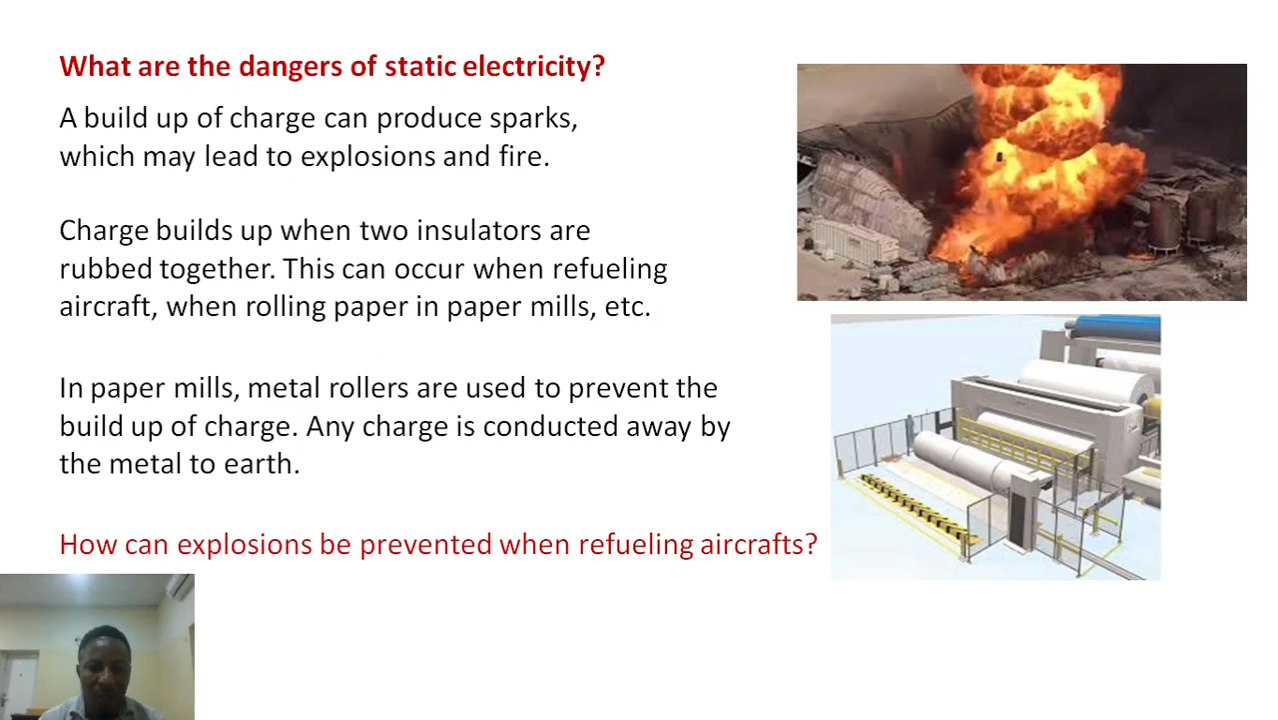 What are the dangers of static electricity?
A build up of charge can produce sparks,
which may lead to explosions and fire.
Charge builds up when two insulators are
rubbed together. This can occur when refueling
aircraft, when rolling paper in paper mills, etc.
In paper mills, metal rollers are used to prevent the
build up of charge. Any charge is conducted away by
the metal to earth.
How can explosions be prevented when refueling aircrafts?